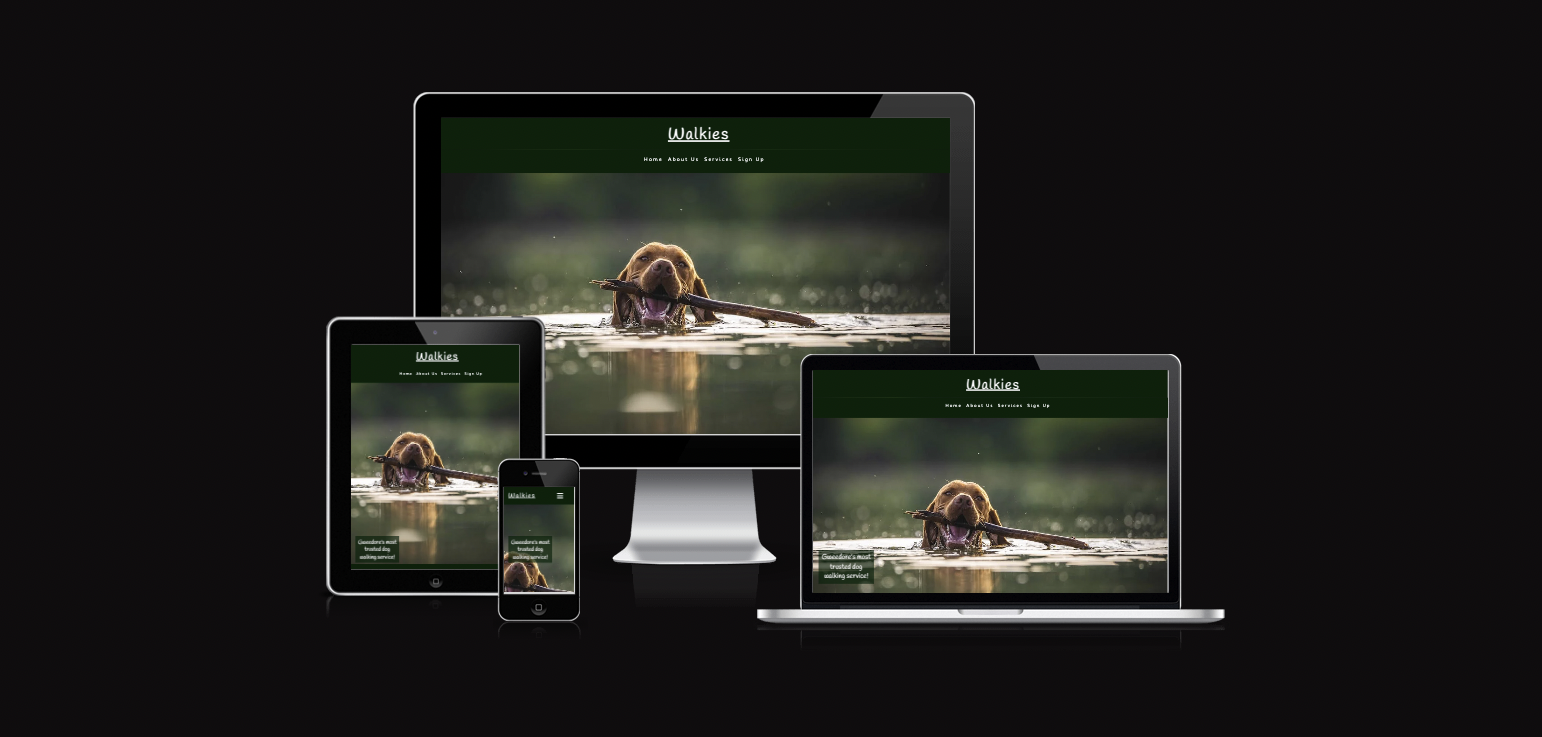 Walkies
Home About Us Services Sign Up
Walkies
Home About Us Services Sign Up
Gweedore's most
trusted dog
walking service!
Walkies
Gweedore's most
trusted dog
walking service!
Walkies
Home About Us Services Sign Up
Gweedore's most
trusted dog
walking service!